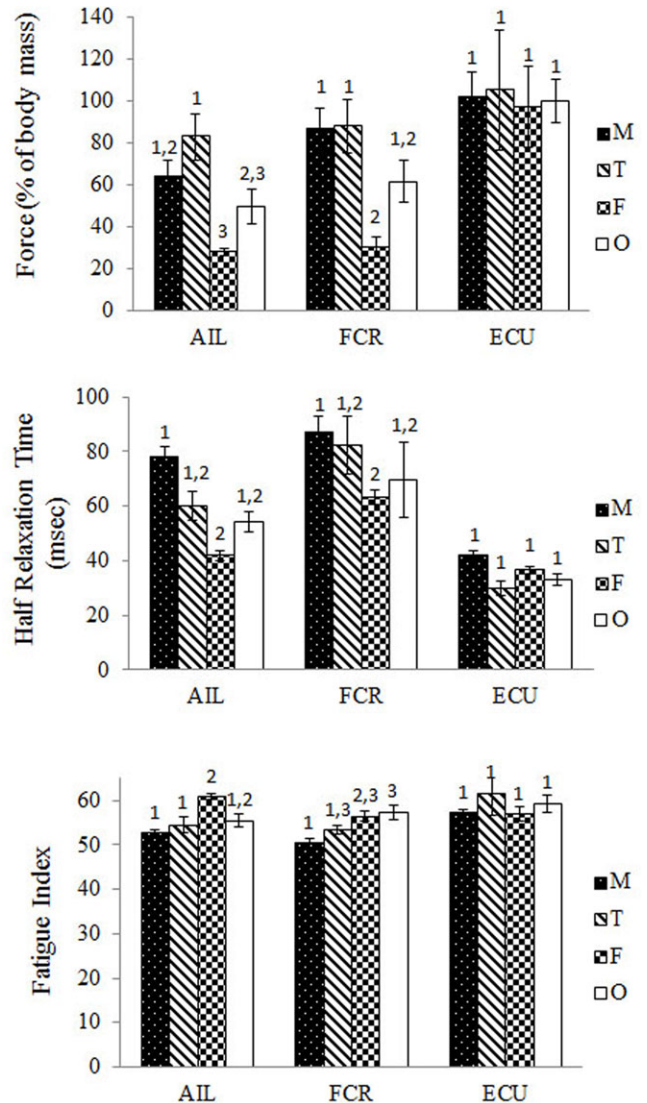 Force(% of body mass)
140
120
100
80
60
40
20
0
1,2 1 3 2,3 1 1 2 1,2 1 1 1 1
AIL FCR ECU
M
T
F
O
Half Relaxation Time
(msec)
100
80
60
40
20
0
1 1,2 2 1,2 1 1,2 2 1,2 1 1 1 1
AIL FCR ECU
M
T
F
O
Fatigue Index
60
50
40
30
20
10
0
1 1 2 1,2 1 1,3 2,3 3 1 1 1 1
AIL FCR ECU
M
T
F
O